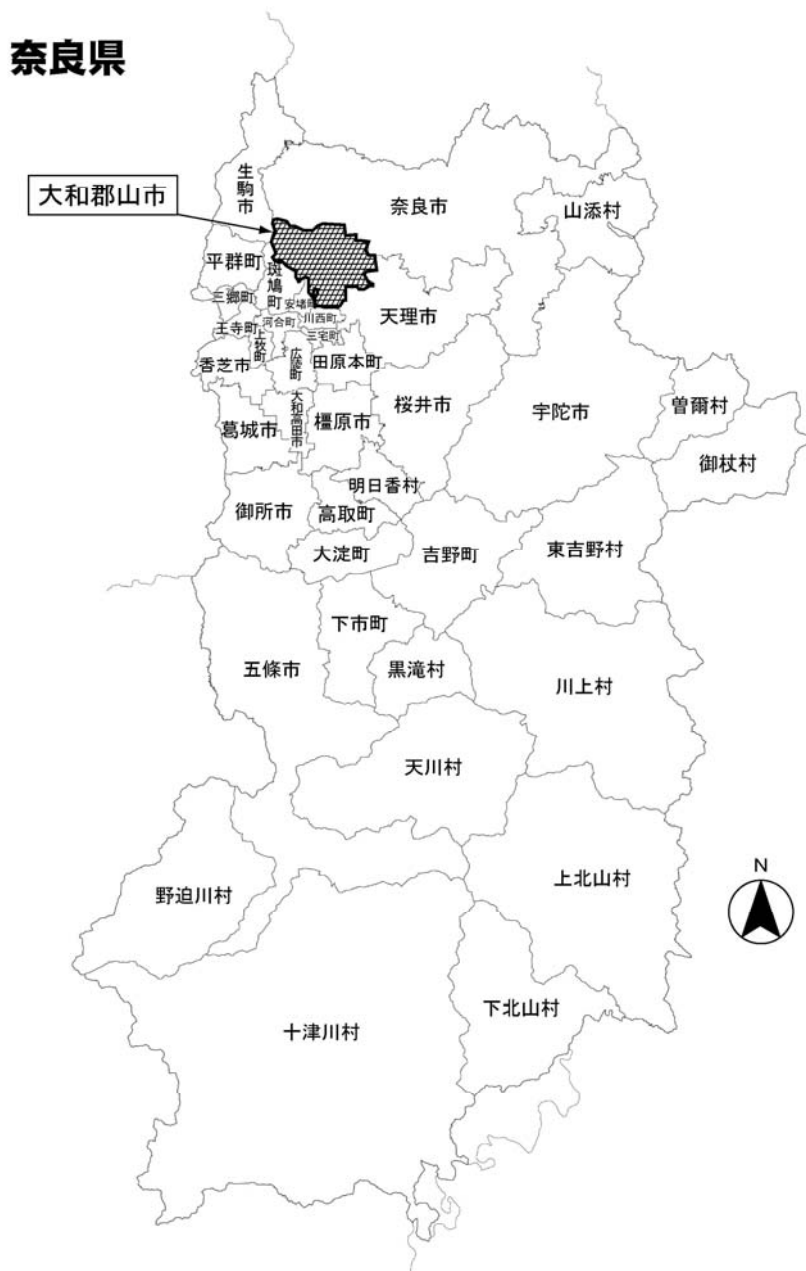 奈良県
N
生駒市
大和郡山市
奈良市
山添村
平群町
斑鳩町
三郷町
安堵町
天理市
王寺町
河合町
川西町
上牧町
三宅町
香芝市
広陵町
田原本町
桜井市
宇陀市
曽爾村
葛城市
大和高田市
橿原市
御杖村
明日香村
御所市
高取町
大淀町
吉野町
東吉野村
下市町
五條市
黒滝村
川上村
天川村
野迫川村
上北山村
十津川村
下北山村